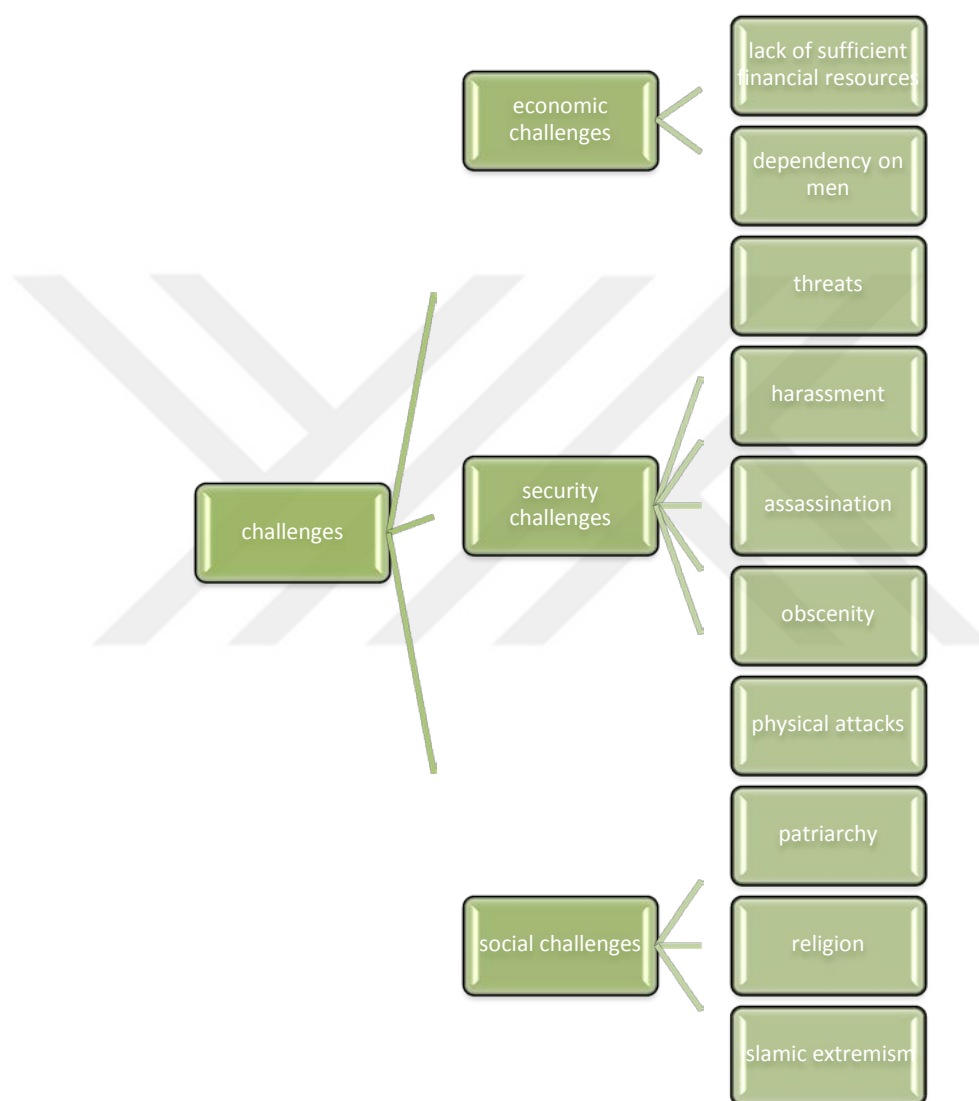 lack of sufficient
financial resources
economic
challenges
dependency on
men
threats
harassment
security
challenges
assassination
challenges
obscenity
physical attacks
patriarchy
social challenges
religion
slamic extremism